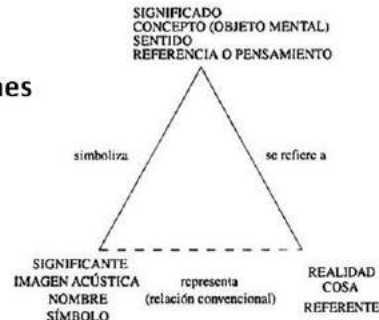 SIGNIFICADO
CONCEPTO (OBJETO MENTAL)
SENTIDO
REFERENCIA O PENSAMIENTO
nes
simboliza
se refiere a
SIGNIFICANTE
IMAGEN ACÚSTICA
NOMBRE
SÍMBOLO
representa
(relación convencional)
REALIDAD
COSA
REFERENTE